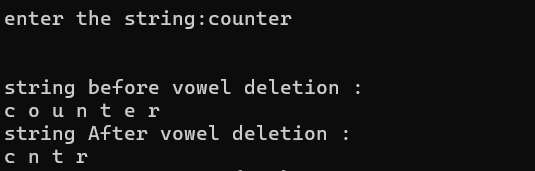 enter the string:counter
string before vowel deletion :
c o u n t e r
string After vowel deletion :
c n t r